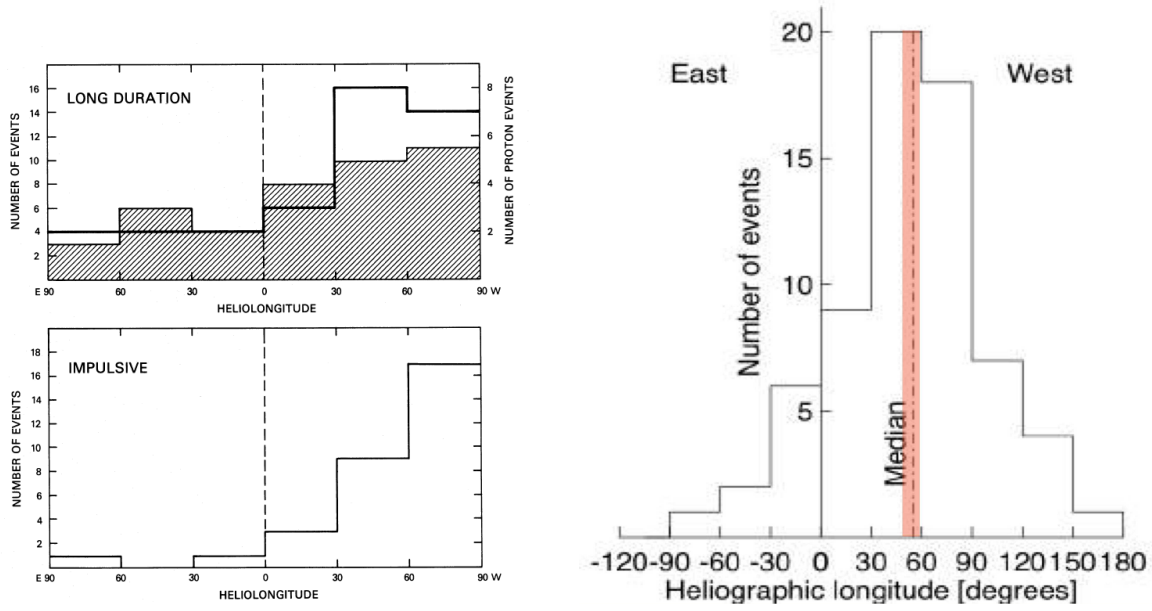 LONG DURATION
NUMBER OF EVENTS
16
14
12
10
8
6
4
2
8
6
4
2
NUMBER OF PROTON EVENTS
E 90 60 30 0 30 60 90 W
HELIOLONGITUDE
IMPULSIVE
NUMBER OF EVENTS
18
16
14
12
10
8
6
4
2
E 90 60 30 0 30 60 90 W
HELIOLONGITUDE
East
West
Number of events
20
15
10
5
Median
-120 -90 -60 -30 0 30 60 90 120 150 180
Heliographic longitude [degrees]